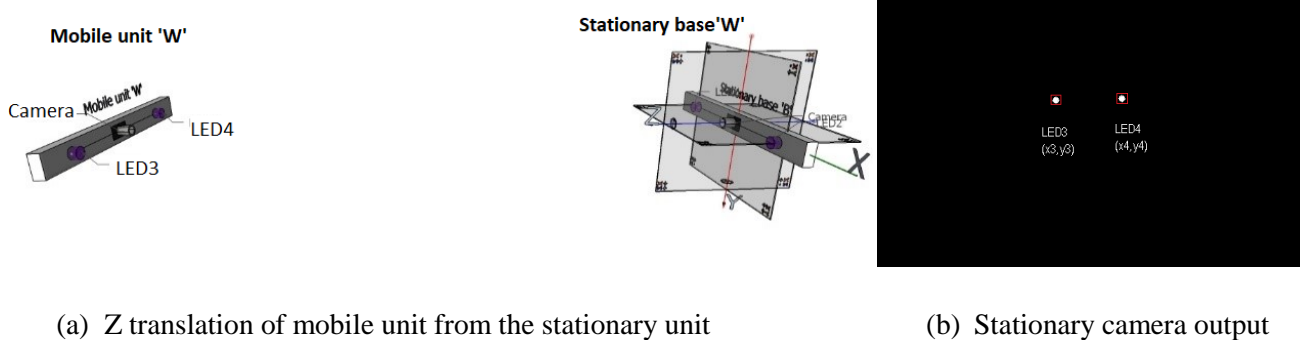 Mobile unit 'W'
Mobile unit 'W'
Camera
LED4
LED3
Stationary base'W'
Stationary base 'B'
Camera
LED2
Z
X
Y
LED3
(x3,y3)
LED4
(x4,y4)
(a) Z translation of mobile unit from the stationary unit
(b) Stationary camera output